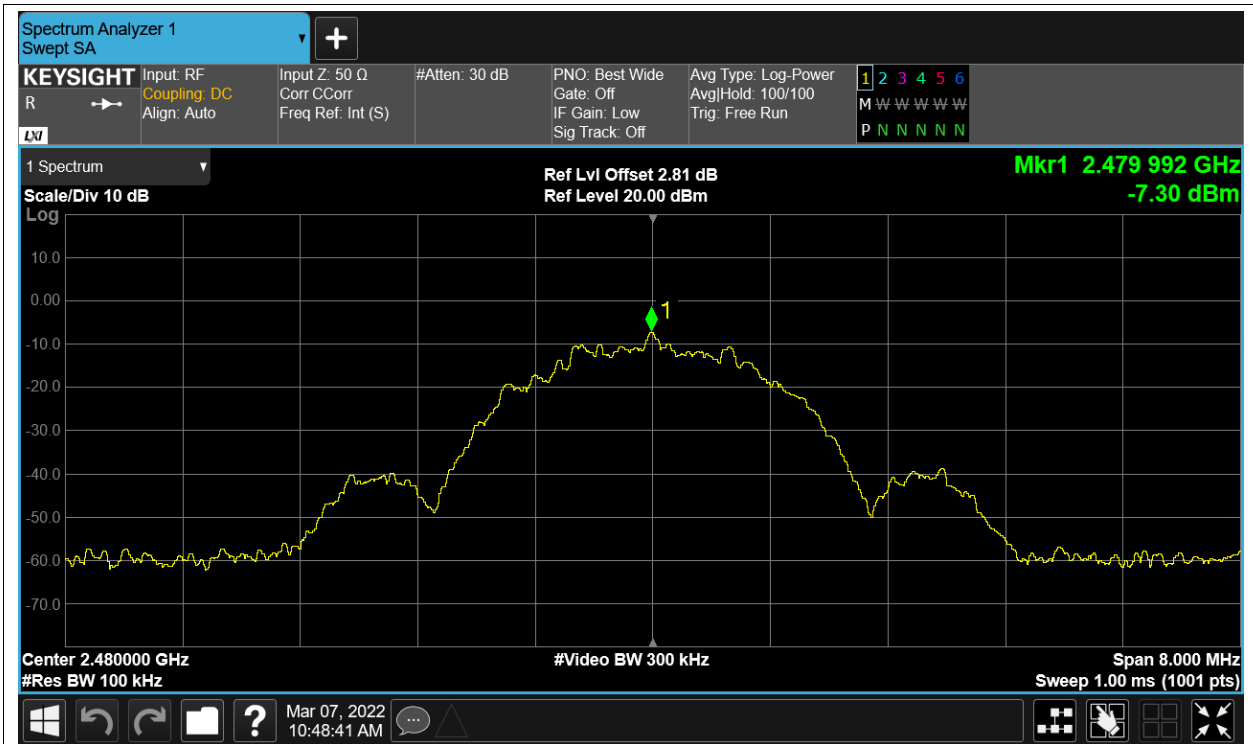 Spectrum Analyzer 1
Swept SA
KEYSIGHT
R
LXI
Input: RF
Coupling: DC
Align: Auto
Input Z: 50 Ω
Corr CCorr
Freq Ref: Int (S)
#Atten: 30 dB
PNO: Best Wide
Gate: Off
IF Gain: Low
Sig Track: Off
Avg Type: Log-Power
Avg|Hold: 100/100
Trig: Free Run
1 2 3 4 5 6
M W W W W W
P N N N N N
1 Spectrum
Scale/Div 10 dB
Log
Ref Lvl Offset 2.81 dB
Ref Level 20.00 dBm
Mkr1 2.479 992 GHz
-7.30 dBm
10.0
0.00
1
-10.0
-20.0
-30.0
-40.0
-50.0
-60.0
-70.0
Center 2.480000 GHz
#Res BW 100 kHz
#Video BW 300 kHz
Span 8.000 MHz
Sweep 1.00 ms (1001 pts)
?
Mar 07, 2022
10:48:41 AM